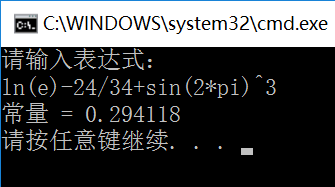 C:\WINDOWS\system32\cmd.exe
请输入表达式:
ln(e)-24/34+sin(2*pi)^3
常量 = 0.294118
请按任意键继续. . .